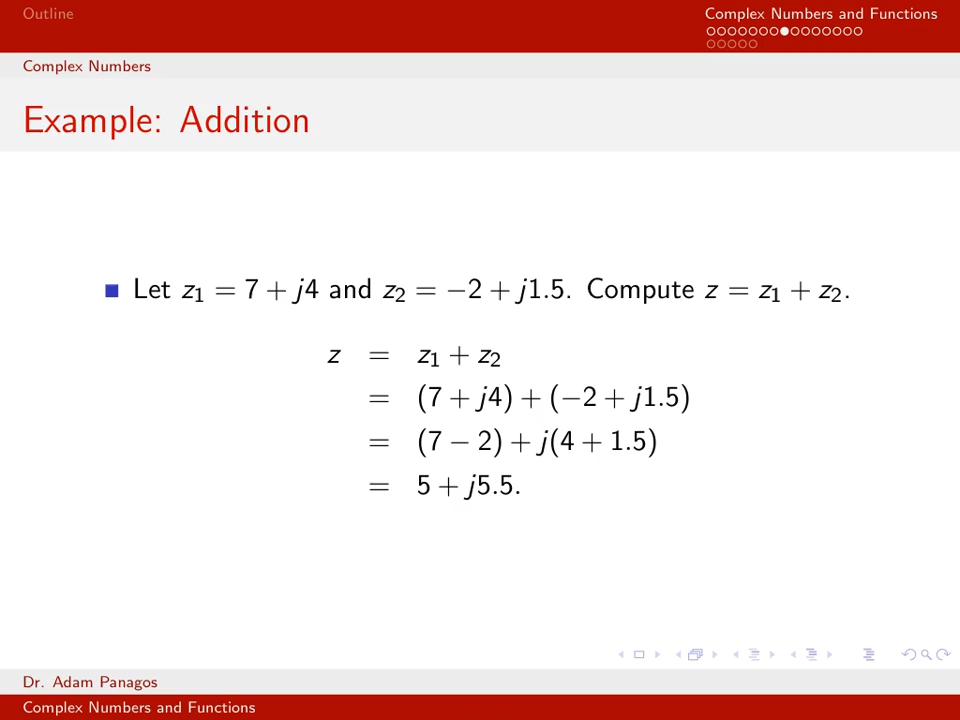 Outline
Complex Numbers and Functions
Complex Numbers
Example: Addition
Let z₁ = 7 + j4 and z₂ = −2 + j1.5. Compute z = z₁ + z₂.
z = z₁ + z₂
= (7 + j4) + (−2 + j1.5)
= (7 − 2) + j(4 + 1.5)
= 5 + j5.5.
Dr. Adam Panagos
Complex Numbers and Functions